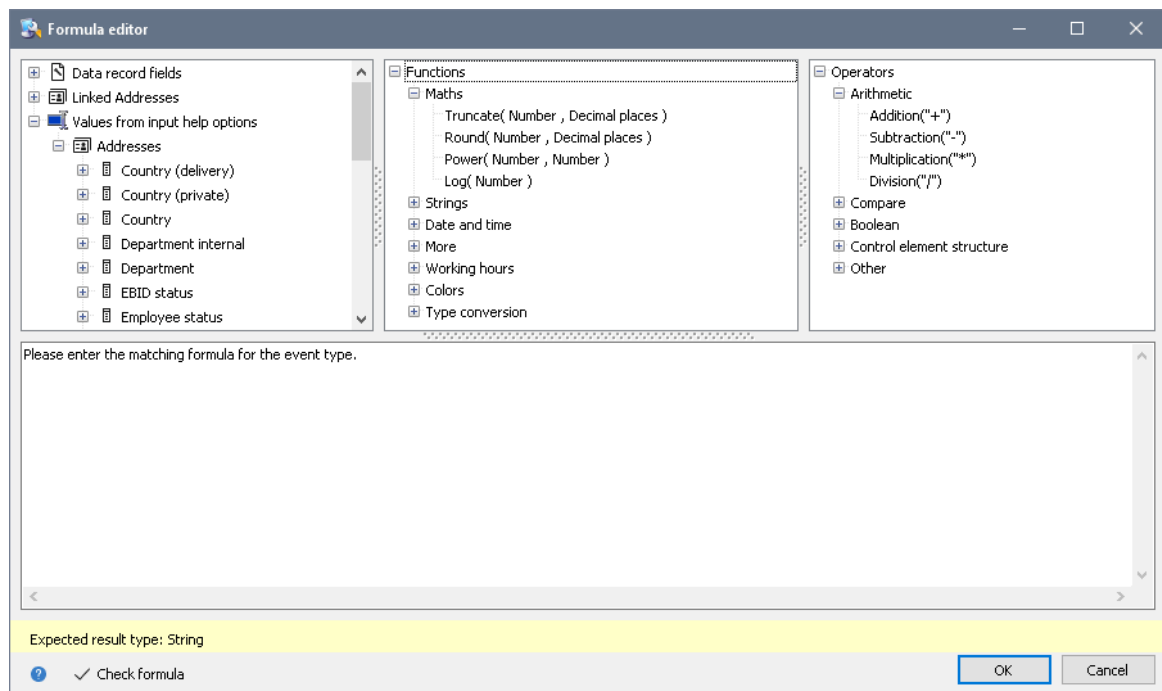 Formula editor
Data record fields
Linked Addresses
Values from input help options
Addresses
Country (delivery)
Country (private)
Country
Department internal
Department
EBID status
Employee status
Functions
Maths
Truncate( Number , Decimal places )
Round( Number , Decimal places )
Power( Number , Number )
Log( Number )
Strings
Date and time
More
Working hours
Colors
Type conversion
Operators
Arithmetic
Addition("+")
Subtraction("-")
Multiplication("*")
Division("/")
Compare
Boolean
Control element structure
Other
Please enter the matching formula for the event type.
Expected result type: String
Check formula
OK
Cancel